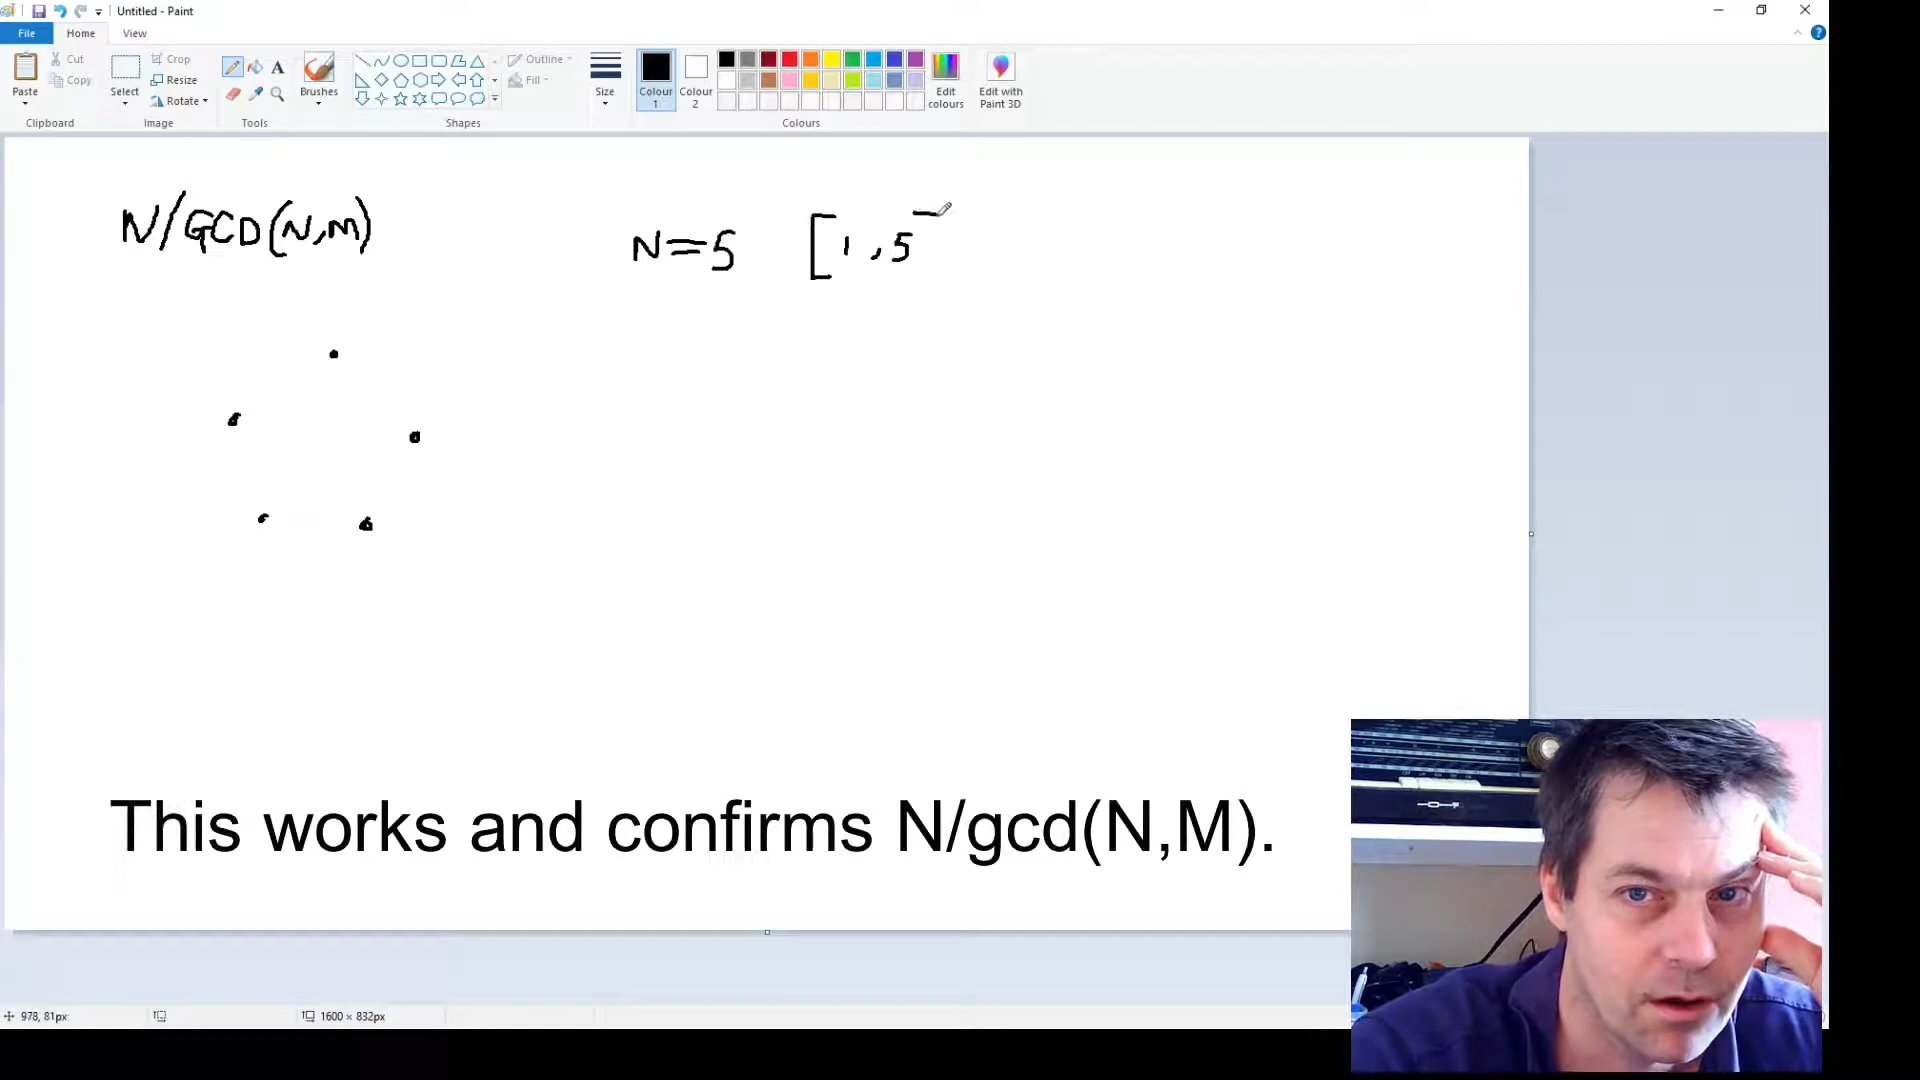 Untitled - Paint
File Home View
Paste Cut Copy Select Crop Resize Rotate A Brushes Outline Fill Size Colour 1 Colour 2 Edit colours Edit with Paint 3D
Clipboard Image Tools Shapes Colours
N/GCD(N,M)
N=5 [1,5
This works and confirms N/gcd(N,M).
978, 81px 1600 × 832px